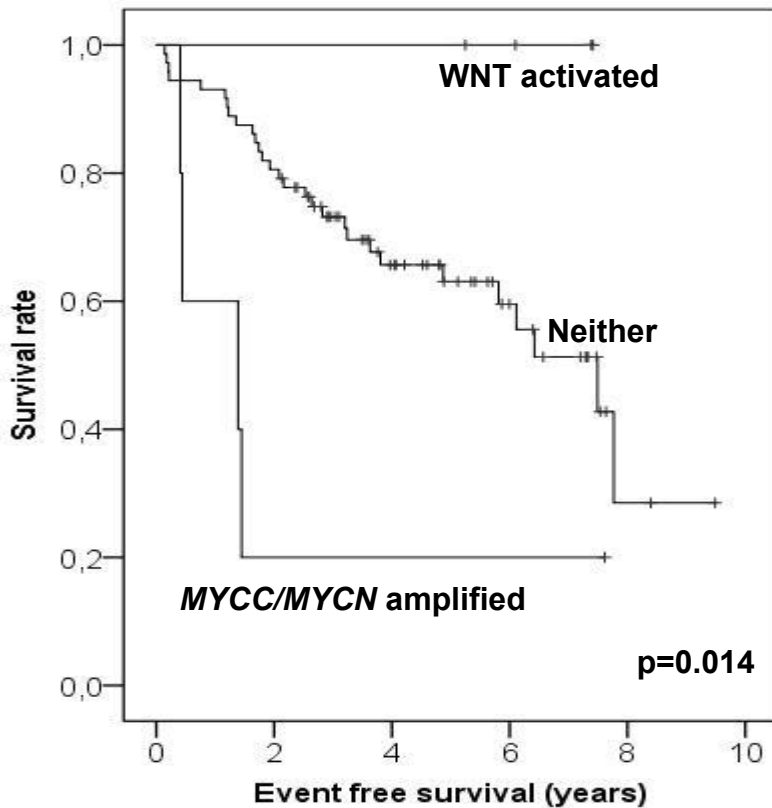 1,0
WNT activated
0,8
Survival rate
0,6
Neither
0,4
0,2
MYCC/MYCN amplified
p=0.014
0,0
0 2 4 6 8 10
Event free survival (years)